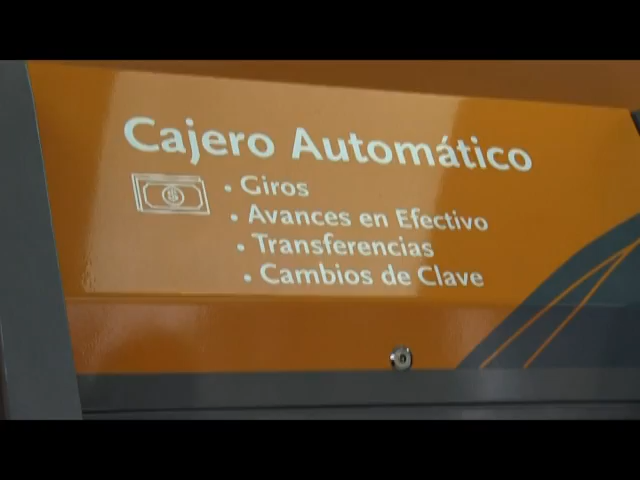 Cajero Automático
• Giros
• Avances en Efectivo
• Transferencias
• Cambios de Clave